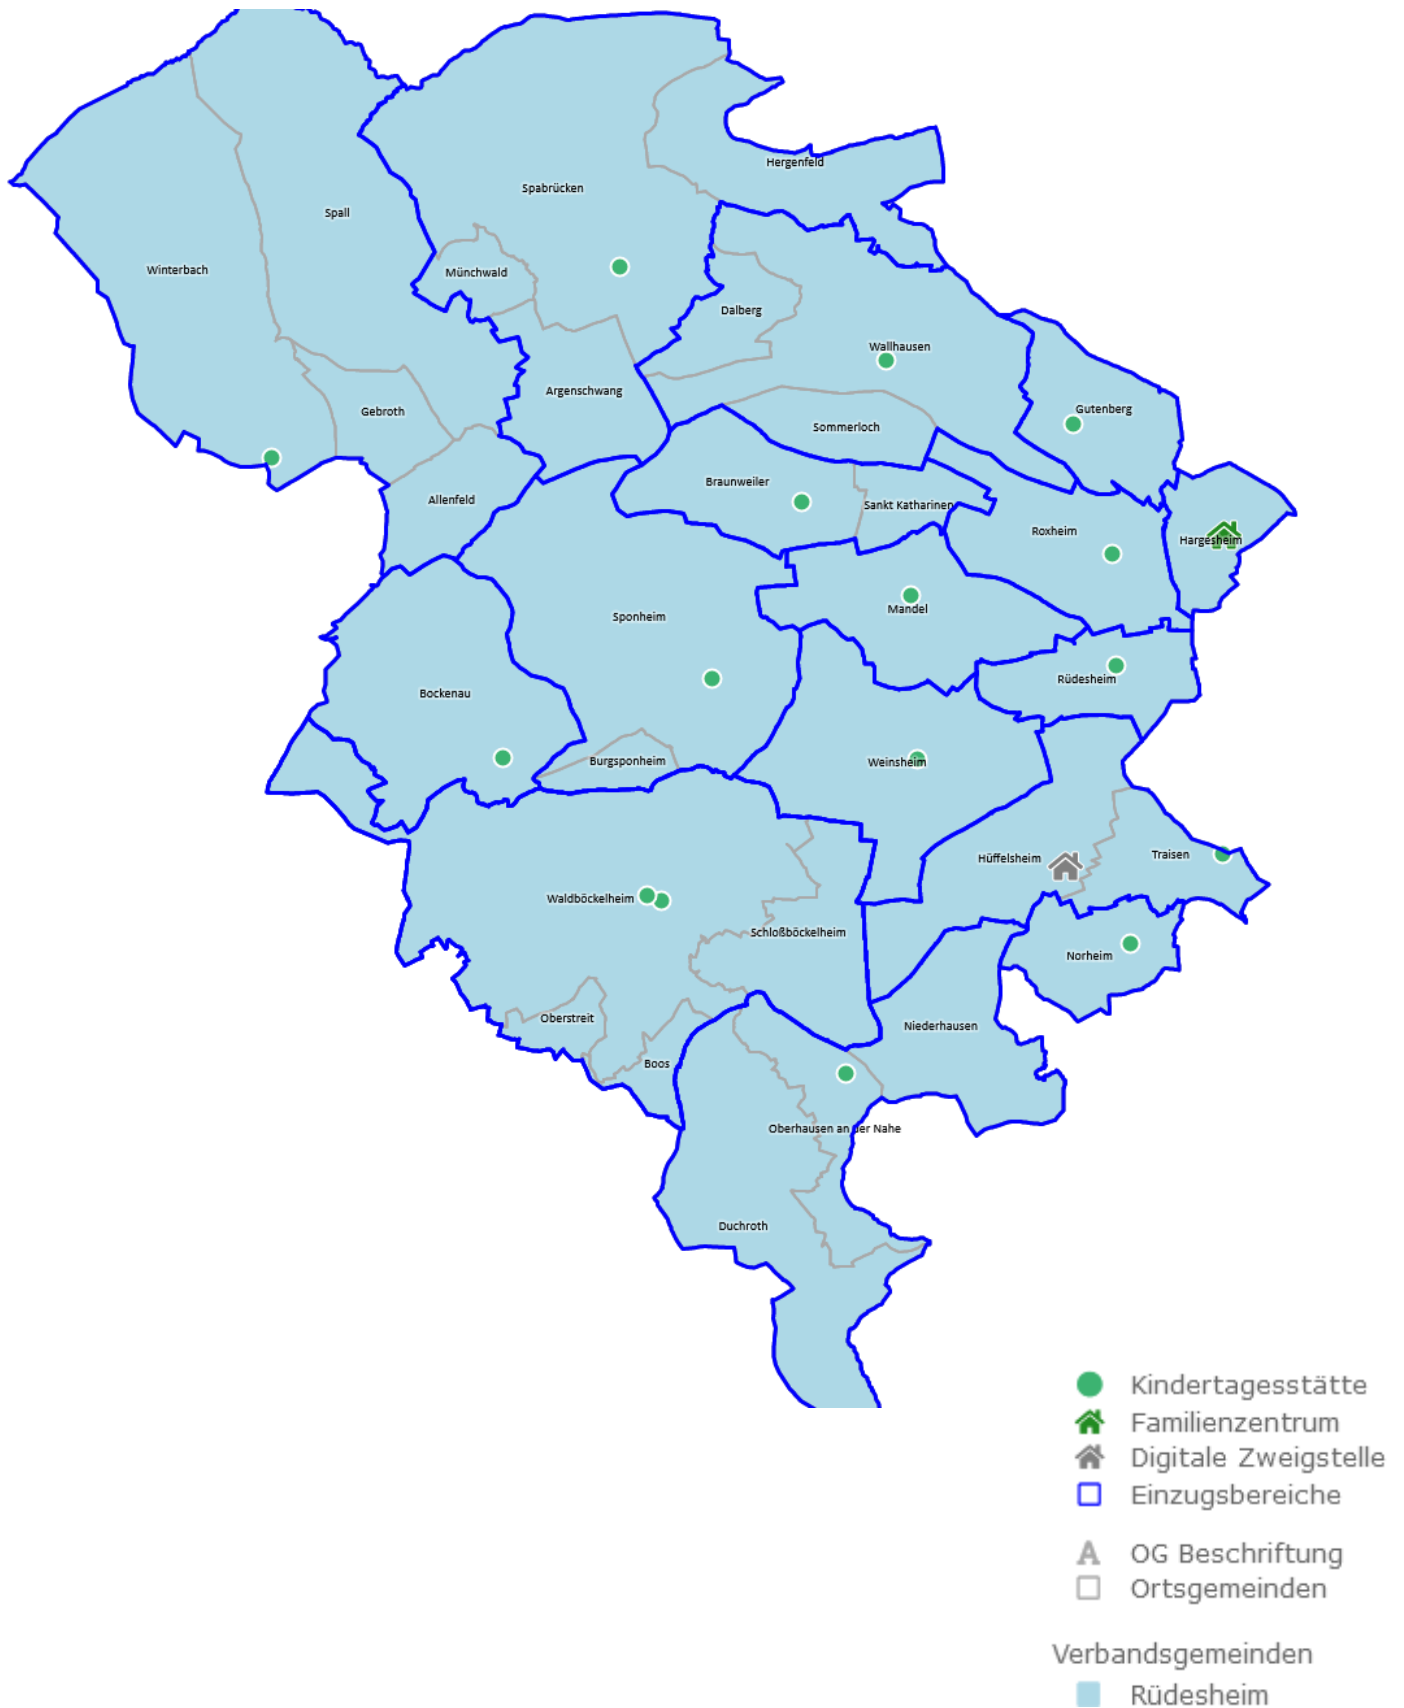 Hergenfeld
Spabrücken
Spall
Winterbach
Münchwald
Dalberg
Wallhausen
Argenschwang
Gebroth
Gutenberg
Sommerloch
Braunweiler
Allenfeld
Sankt Katharinen
Roxheim
Hargesheim
Mandel
Sponheim
Rüdesheim
Bockenau
Burgsponheim
Weinsheim
Hüffelsheim
Traisen
Waldböckelheim
Schloßböckelheim
Norheim
Oberstreit
Niederhausen
Boos
Oberhausen an der Nahe
Duchroth
Kindertagesstätte
Familienzentrum
Digitale Zweigstelle
Einzugsbereiche
A OG Beschriftung
Ortsgemeinden
Verbandsgemeinden
Rüdesheim